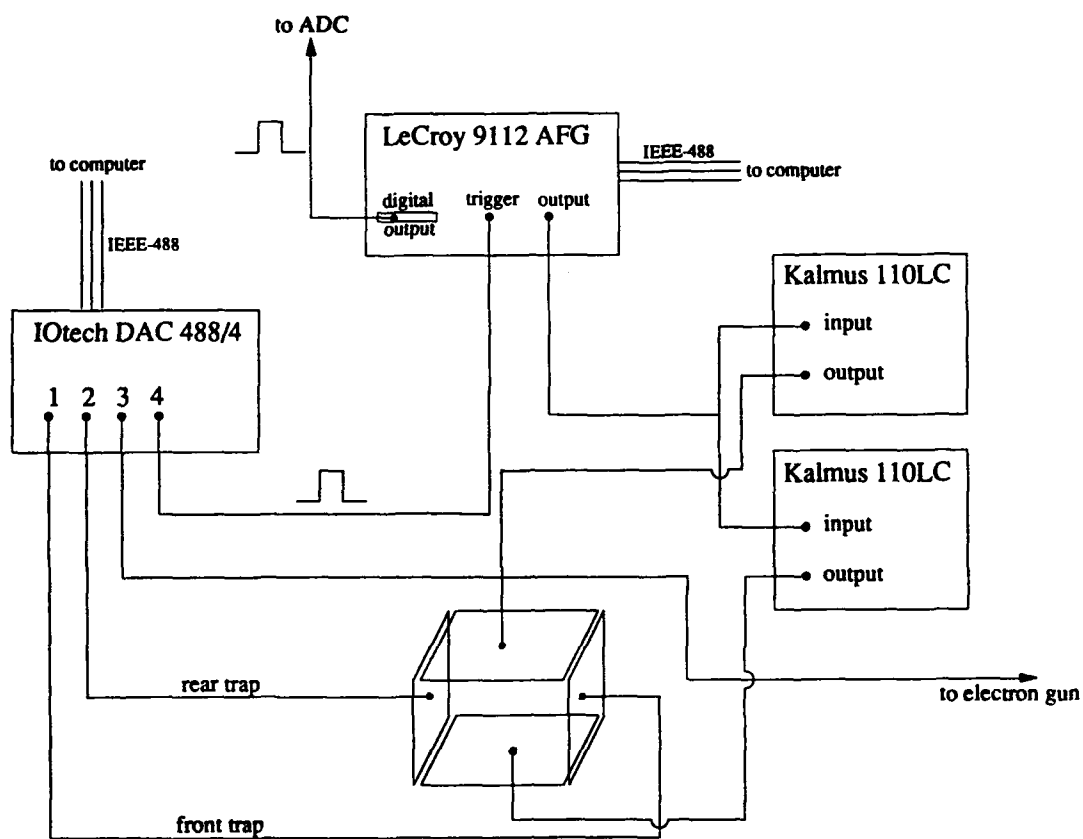 to ADC
LeCroy 9112 AFG
IEEE-488
to computer
digital
output
trigger
output
to computer
IEEE-488
IOtech DAC 488/4
1 2 3 4
Kalmus 110LC
input
output
Kalmus 110LC
input
output
rear trap
to electron gun
front trap